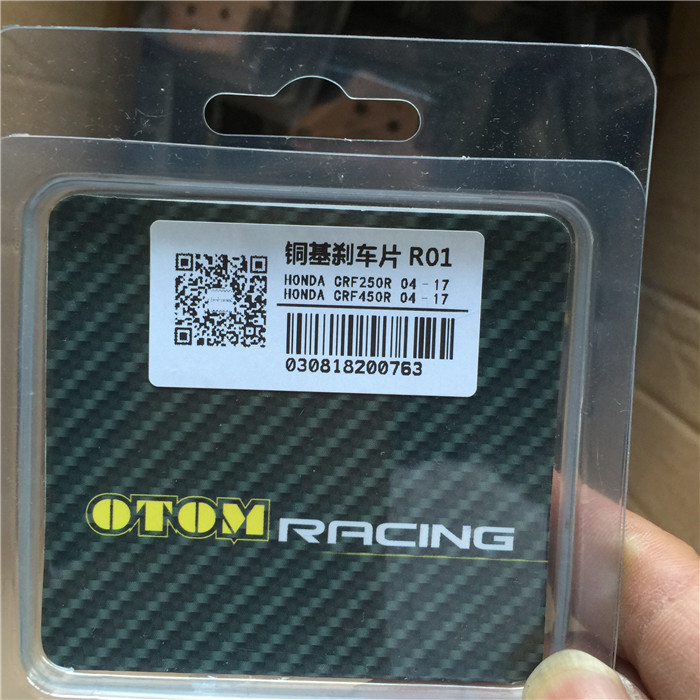 铜基刹车片 R01
HONDA CRF250R 04-17
HONDA CRF450R 04-17
030818200763
OTOM RACING